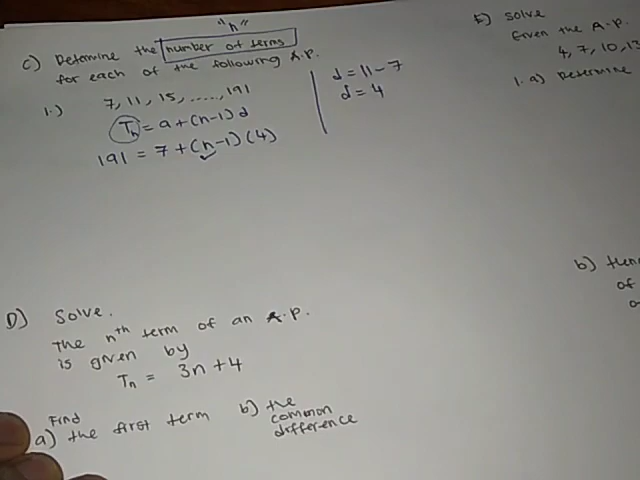 "n"
C) Determine the number of terms
for each of the following A.P.
1.) 7, 11, 15, ....., 191
Tn = a + (n-1) d
191 = 7 + (n-1) (4)
d = 11 - 7
d = 4
D) Solve.
The nth term of an A.P.
is given by
Tn = 3n + 4
Find
a) the first term
b) the
common
difference
E) Solve
Given the A.P.
4, 7, 10, 13
1. a) Determine
b)
of